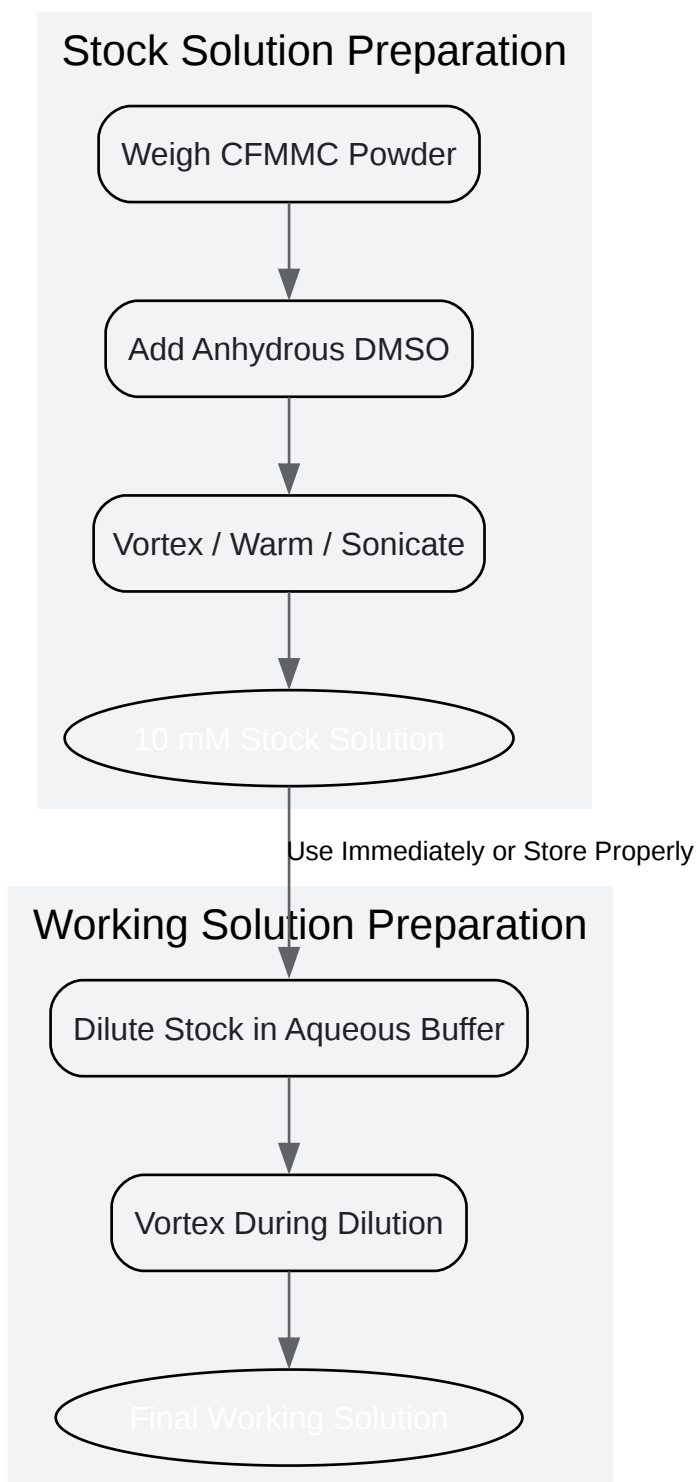 Stock Solution Preparation
Weigh CFMMC Powder
Add Anhydrous DMSO
Vortex / Warm / Sonicate
10 mM Stock Solution
Use Immediately or Store Properly
Working Solution Preparation
Dilute Stock in Aqueous Buffer
Vortex During Dilution
Final Working Solution